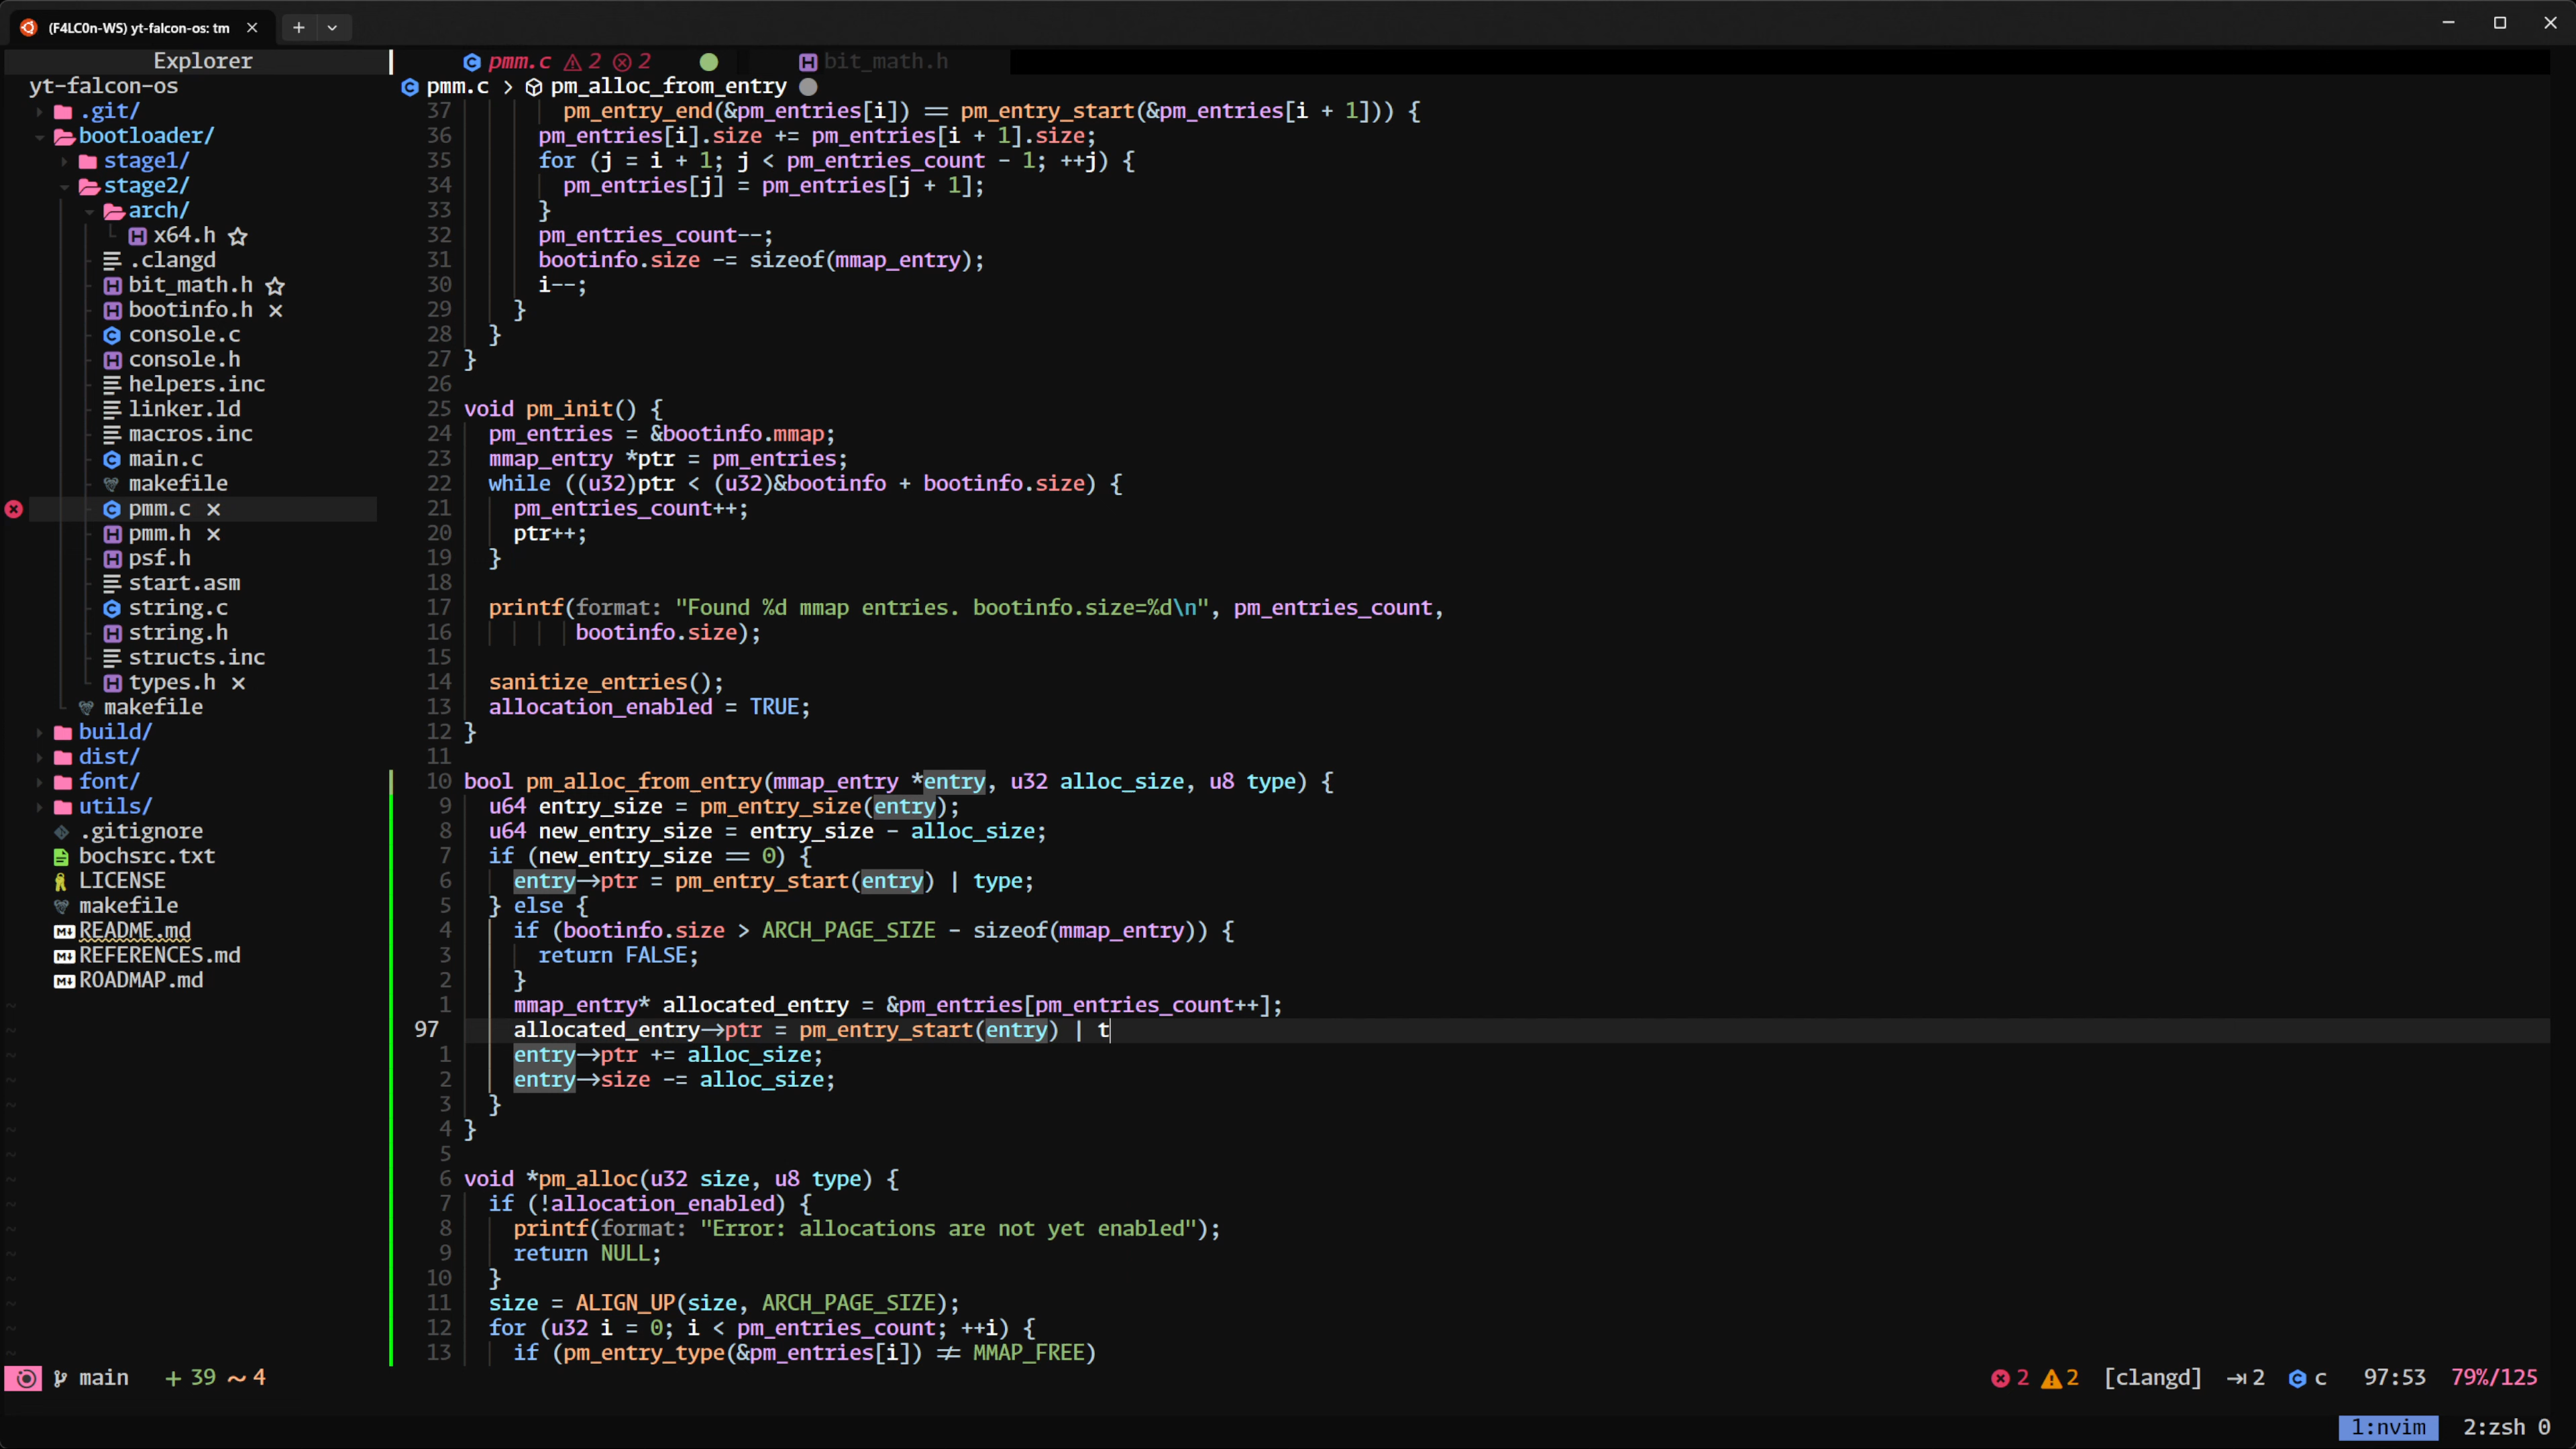 (F4LC0n-WS) yt-falcon-os: tm
Explorer
yt-falcon-os
.git/
bootloader/
stage1/
stage2/
arch/
x64.h
.clangd
bit_math.h
bootinfo.h
console.c
console.h
helpers.inc
linker.ld
macros.inc
main.c
makefile
pmm.c
pmm.h
psf.h
start.asm
string.c
string.h
structs.inc
types.h
makefile
build/
dist/
font/
utils/
.gitignore
bochsrc.txt
LICENSE
makefile
README.md
REFERENCES.md
ROADMAP.md
pmm.c 2 2 bit_math.h
pmm.c > pm_alloc_from_entry
37 pm_entry_end(&pm_entries[i]) == pm_entry_start(&pm_entries[i + 1])) {
36 pm_entries[i].size += pm_entries[i + 1].size;
35 for (j = i + 1; j < pm_entries_count - 1; ++j) {
34 pm_entries[j] = pm_entries[j + 1];
33 }
32 pm_entries_count--;
31 bootinfo.size -= sizeof(mmap_entry);
30 i--;
29 }
28 }
27 }
26
25 void pm_init() {
24 pm_entries = &bootinfo.mmap;
23 mmap_entry *ptr = pm_entries;
22 while ((u32)ptr < (u32)&bootinfo + bootinfo.size) {
21 pm_entries_count++;
20 ptr++;
19 }
18
17 printf(format: "Found %d mmap entries. bootinfo.size=%d\n", pm_entries_count,
16 bootinfo.size);
15
14 sanitize_entries();
13 allocation_enabled = TRUE;
12 }
11
10 bool pm_alloc_from_entry(mmap_entry *entry, u32 alloc_size, u8 type) {
9 u64 entry_size = pm_entry_size(entry);
8 u64 new_entry_size = entry_size - alloc_size;
7 if (new_entry_size == 0) {
6 entry->ptr = pm_entry_start(entry) | type;
5 } else {
4 if (bootinfo.size > ARCH_PAGE_SIZE - sizeof(mmap_entry)) {
3 return FALSE;
2 }
1 mmap_entry* allocated_entry = &pm_entries[pm_entries_count++];
97 allocated_entry->ptr = pm_entry_start(entry) | t
1 entry->ptr += alloc_size;
2 entry->size -= alloc_size;
3 }
4 }
5
6 void *pm_alloc(u32 size, u8 type) {
7 if (!allocation_enabled) {
8 printf(format: "Error: allocations are not yet enabled");
9 return NULL;
10 }
11 size = ALIGN_UP(size, ARCH_PAGE_SIZE);
12 for (u32 i = 0; i < pm_entries_count; ++i) {
13 if (pm_entry_type(&pm_entries[i]) != MMAP_FREE)
main + 39 ~ 4 2 2 [clangd] 2 c 97:53 79%/125
1:nvim 2:zsh 0